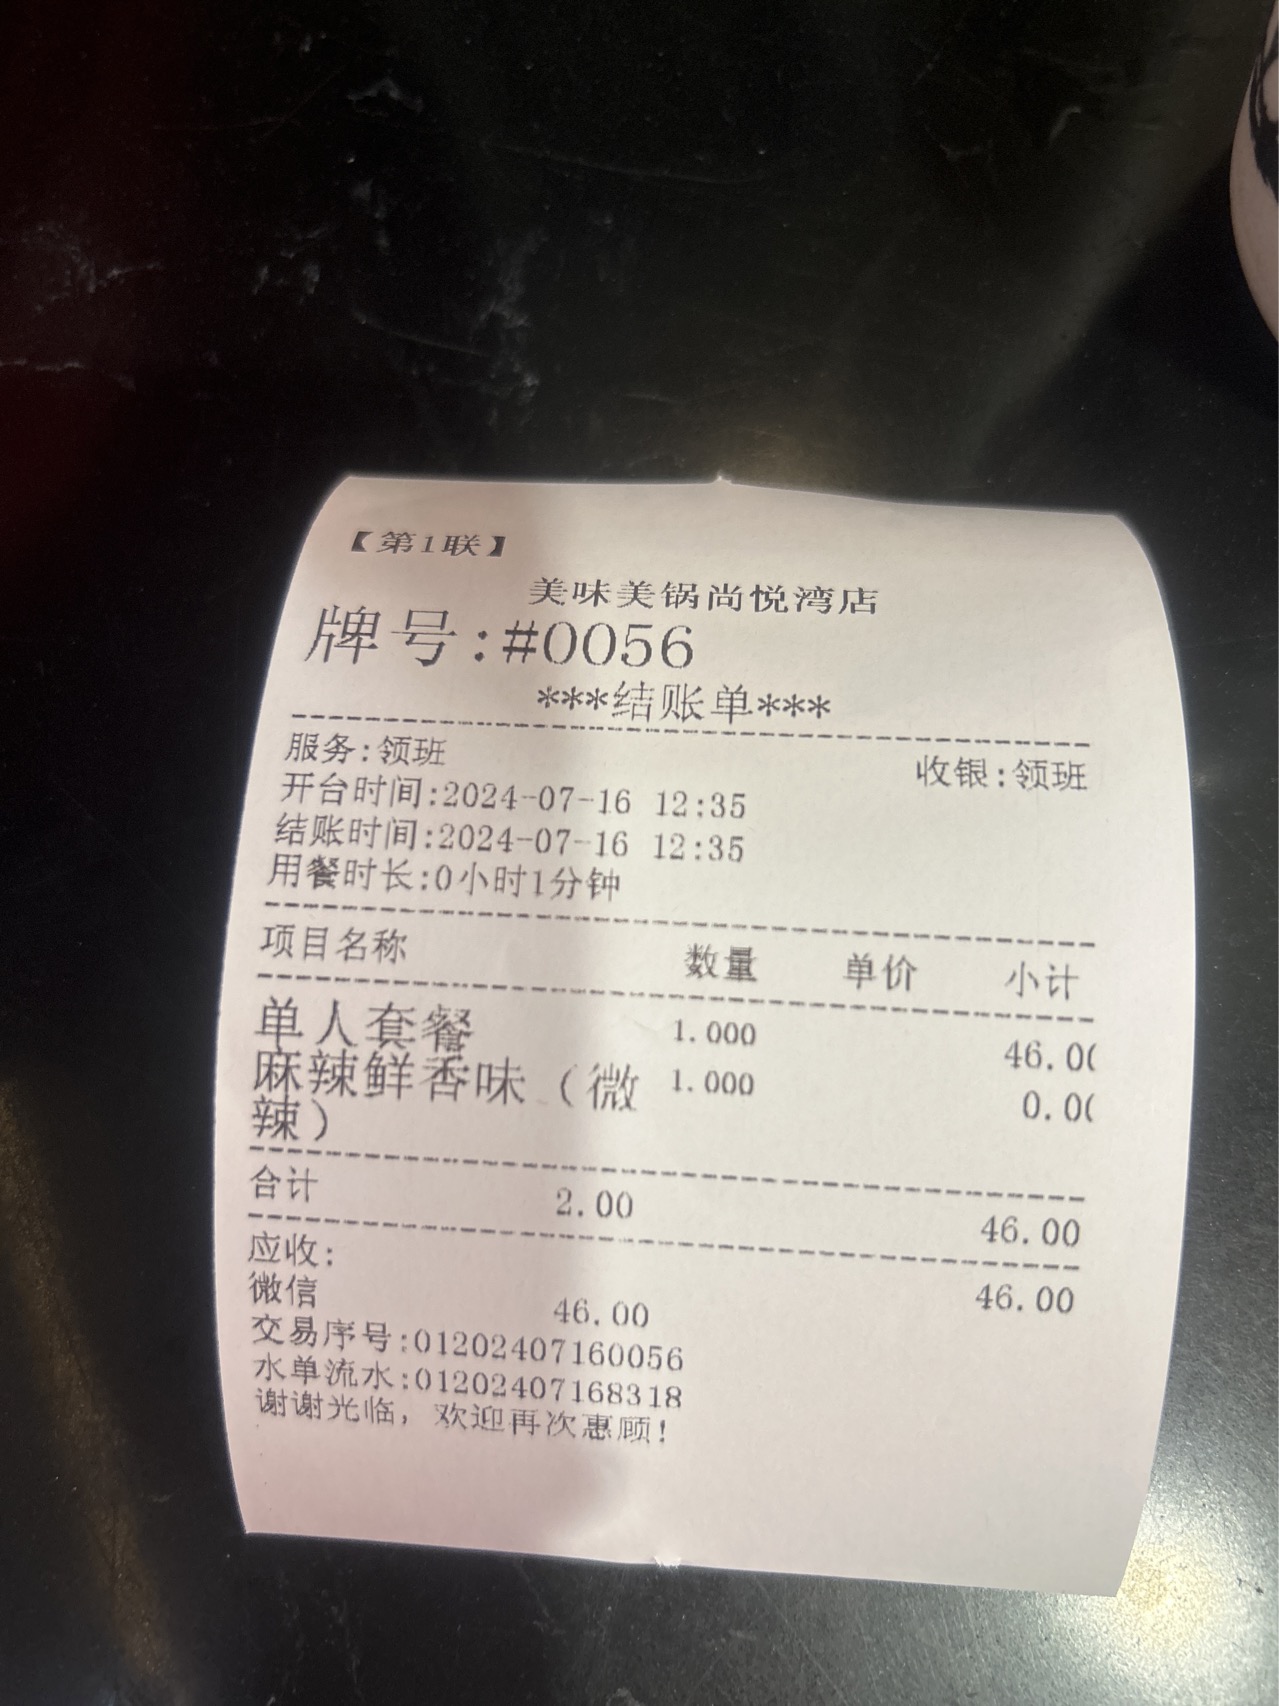 【第1联】
美味美锅尚悦湾店
牌号:#0056
***结账单***
服务:领班 收银:领班
开台时间:2024-07-16 12:35
结账时间:2024-07-16 12:35
用餐时长:0小时1分钟
项目名称 数量 单价 小计
单人套餐 1.000 46.00
麻辣鲜香味（微 1.000 0.00
辣）
合计 2.00 46.00
应收: 46.00
微信 46.00
交易序号:01202407160056
水单流水:01202407168318
谢谢光临，欢迎再次惠顾！